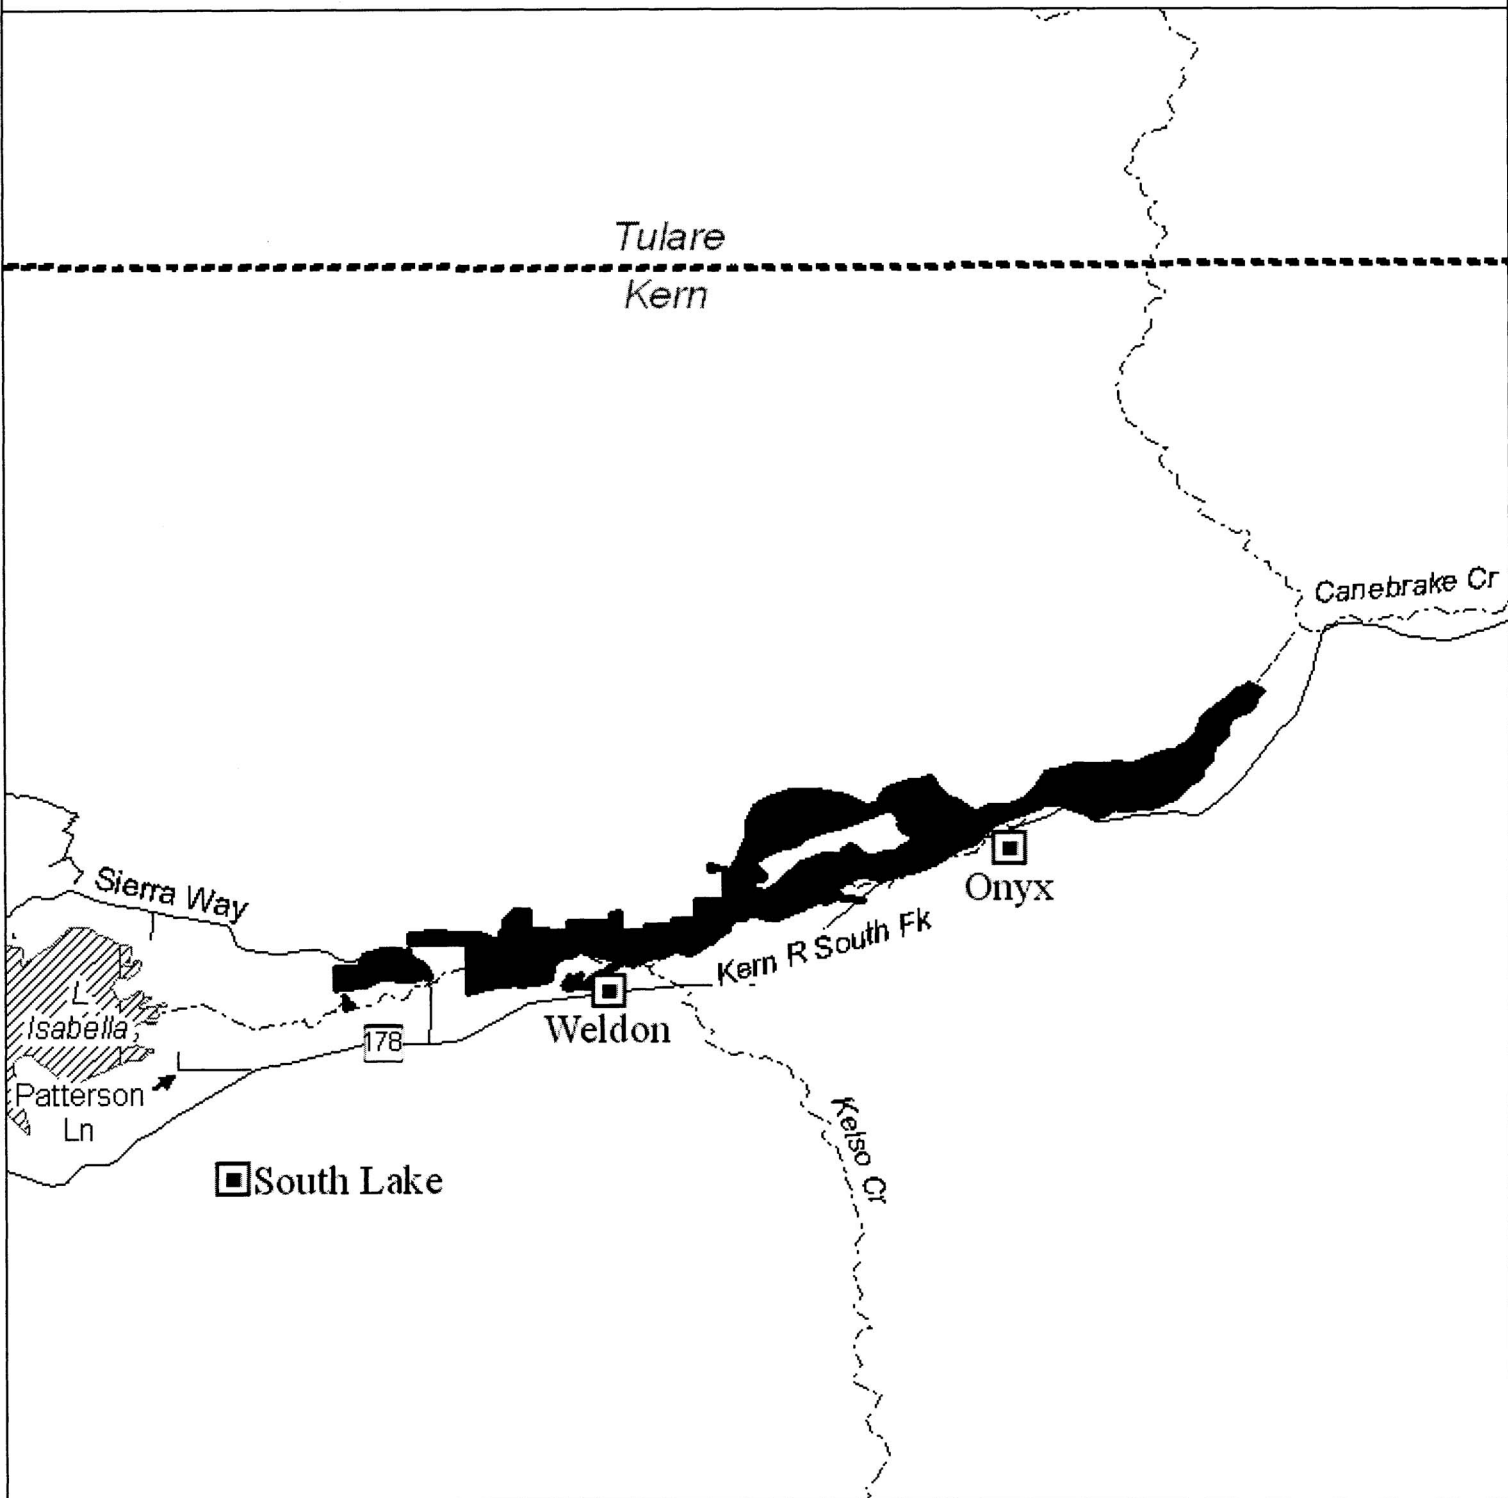 Tulare
Kern
Canebrake Cr
Sierra Way
Onyx
Kern R South Fk
L
Isabella
Weldon
178
Patterson
Ln
Kelso Cr
South Lake